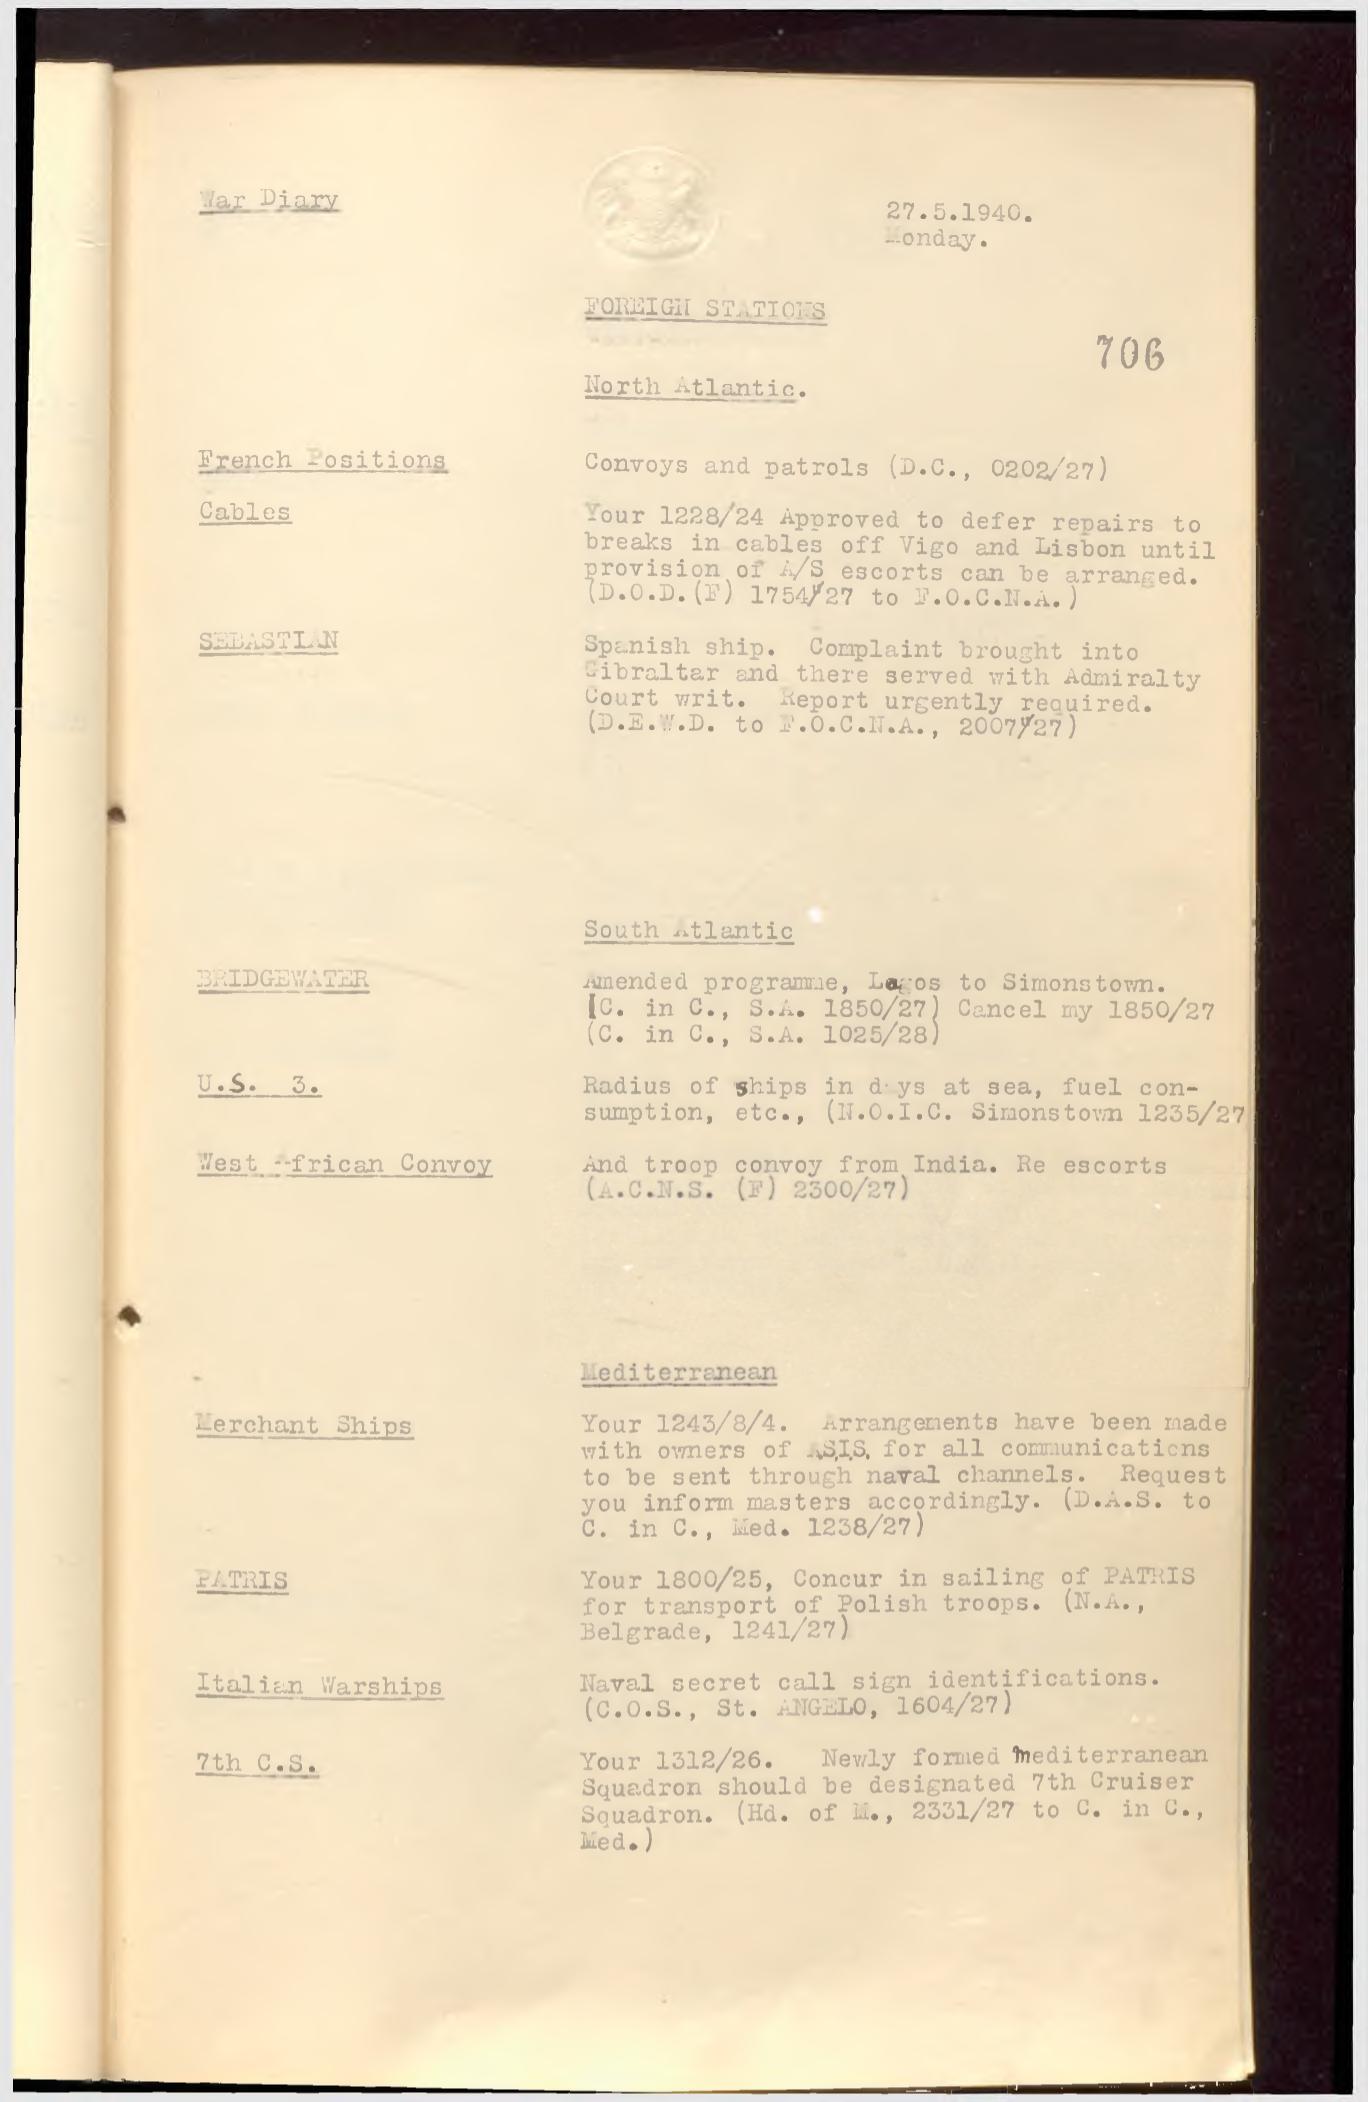 War Diary
27.5.1940.
Monday.
FOREIGN STATIONS
706
North Atlantic.
French Positions
Convoys and patrols (D.C., 0202/27)
Cables
Your 1228/24 Approved to defer repairs to
breaks in cables off Vigo and Lisbon until
provision of A/S escorts can be arranged.
(D.O.D.(F) 1754/27 to F.O.C.N.A.)
SEBASTIAN
Spanish ship. Complaint brought into
Gibraltar and there served with Admiralty
Court writ. Report urgently required.
(D.E.W.D. to F.O.C.N.A., 2007/27)
South Atlantic
BRIDGEWATER
Amended programme, Lagos to Simonstown.
(C. in C., S.A. 1850/27) Cancel my 1850/27
(C. in C., S.A. 1025/28)
U.S. 3.
Radius of ships in days at sea, fuel con-
sumption, etc., (N.O.I.C. Simonstown 1235/27
West African Convoy
And troop convoy from India. Re escorts
(A.C.N.S. (F) 2300/27)
Mediterranean
Merchant Ships
Your 1243/8/4. Arrangements have been made
with owners of A.S.I.S. for all communications
to be sent through naval channels. Request
you inform masters accordingly. (D.A.S. to
C. in C., Med. 1238/27)
PATRIS
Your 1800/25, Concur in sailing of PATRIS
for transport of Polish troops. (N.A.,
Belgrade, 1241/27)
Italian Warships
Naval secret call sign identifications.
(C.O.S., St. ANGELO, 1604/27)
7th C.S.
Your 1312/26. Newly formed Mediterranean
Squadron should be designated 7th Cruiser
Squadron. (Hd. of M., 2331/27 to C. in C.,
Med.)